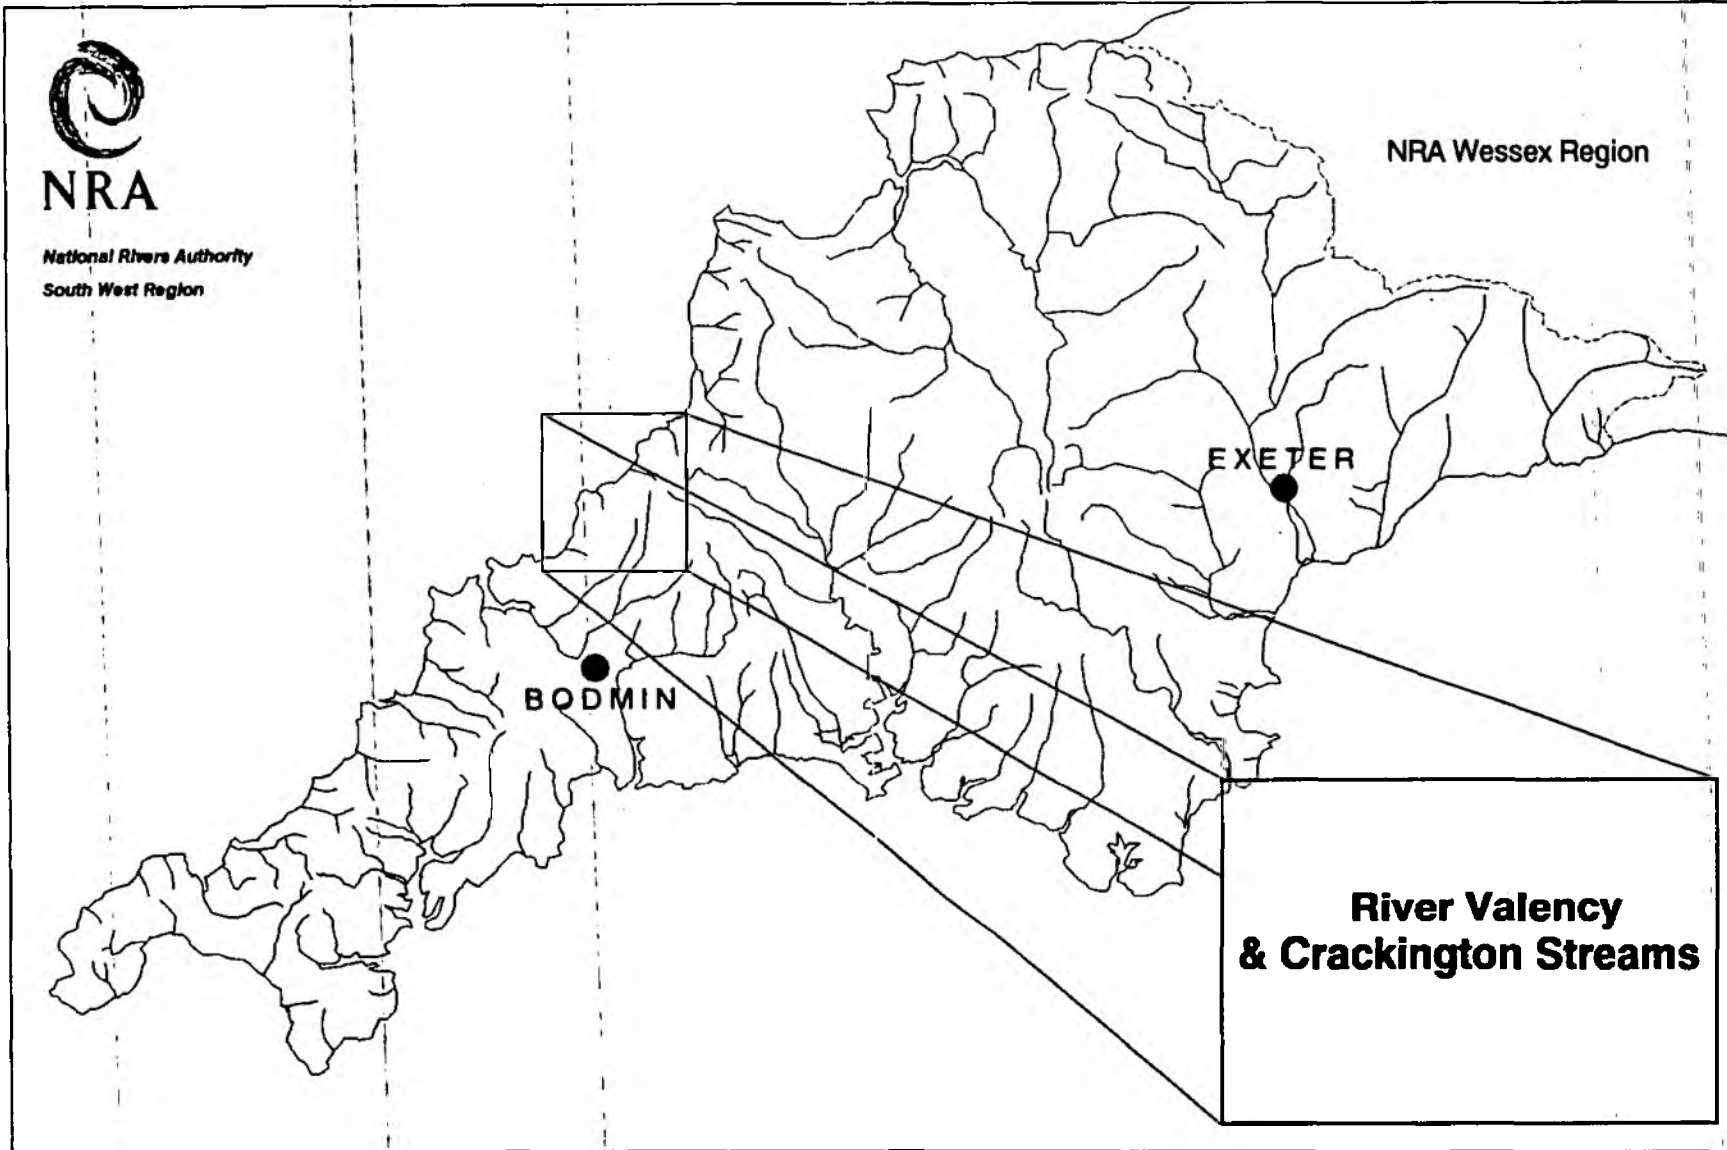 NRA
National Rivers Authority
South West Region
NRA Wessex Region
EXETER
BODMIN
River Valency
& Crackington Streams